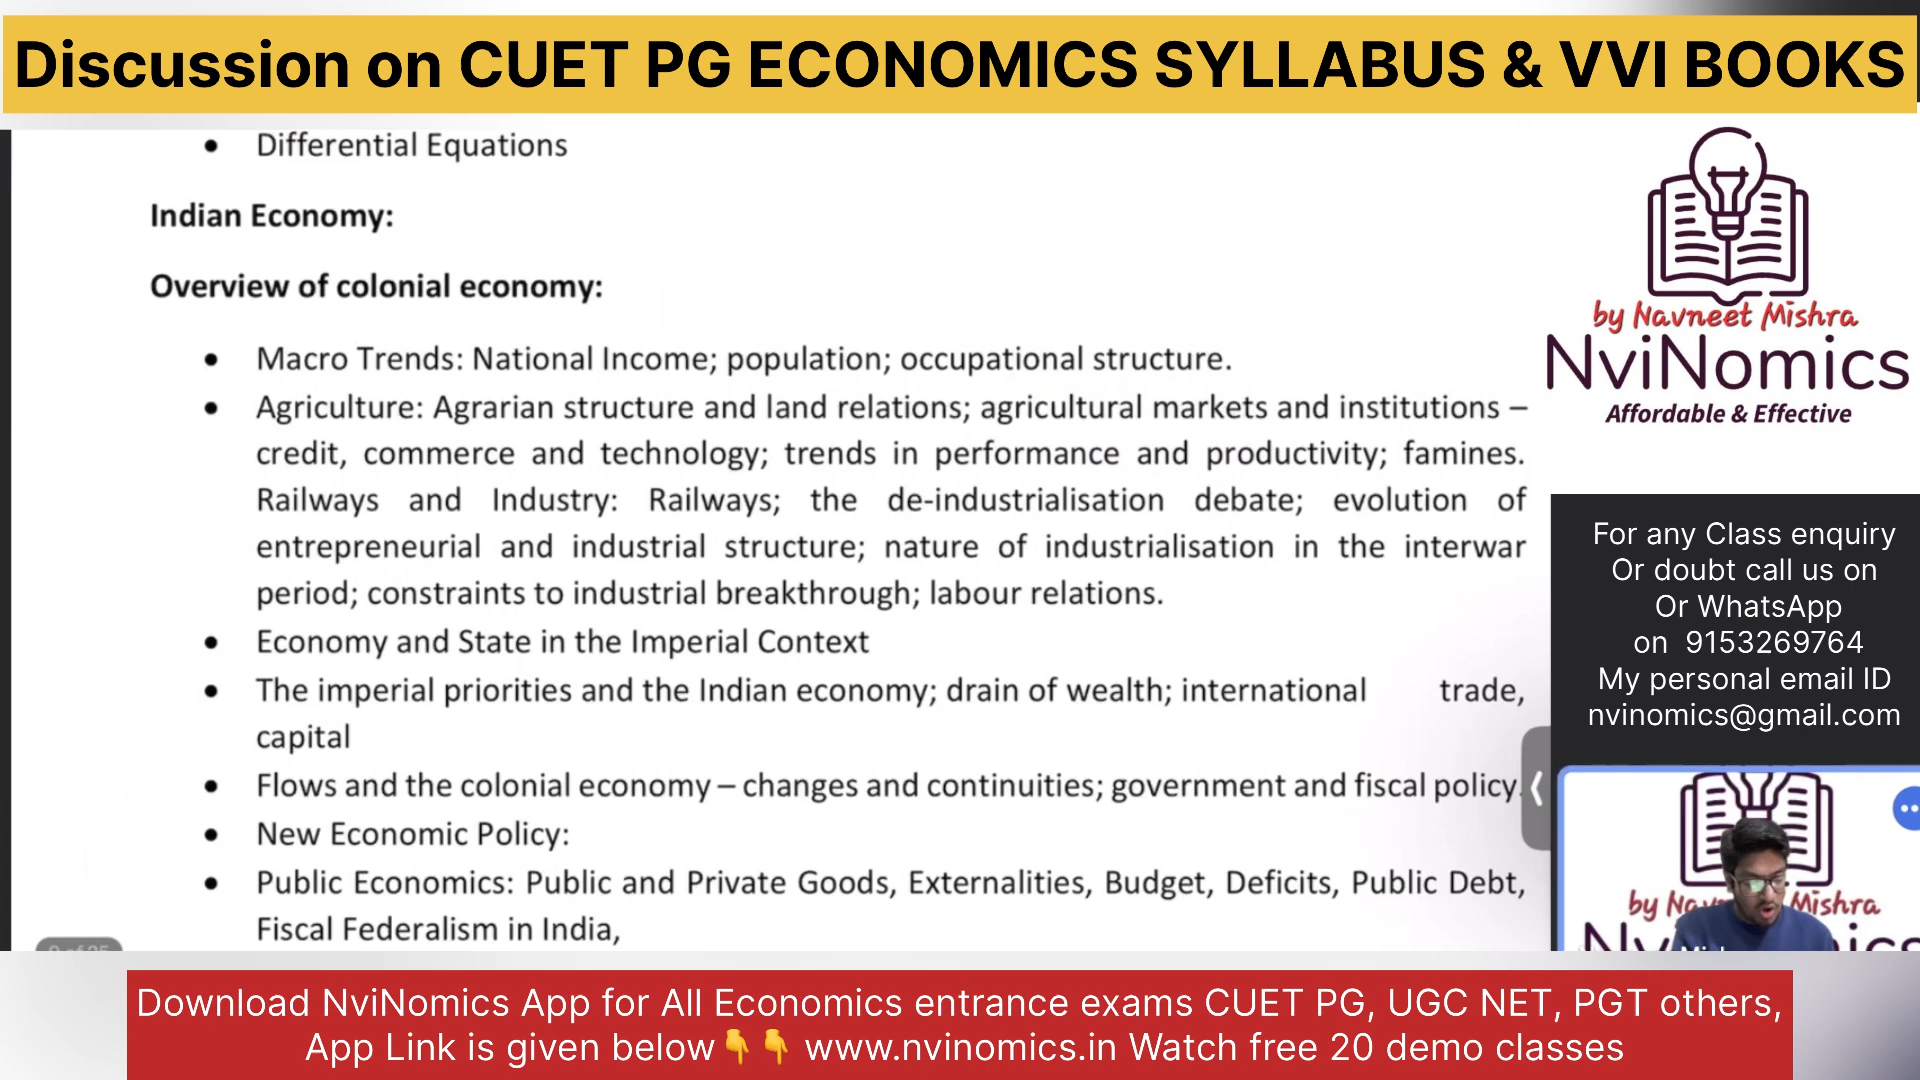 Discussion on CUET PG ECONOMICS SYLLABUS & VVI BOOKS
• Differential Equations
Indian Economy:
Overview of colonial economy:
• Macro Trends: National Income; population; occupational structure.
• Agriculture: Agrarian structure and land relations; agricultural markets and institutions –
credit, commerce and technology; trends in performance and productivity; famines.
Railways and Industry: Railways; the de-industrialisation debate; evolution of
entrepreneurial and industrial structure; nature of industrialisation in the interwar
period; constraints to industrial breakthrough; labour relations.
• Economy and State in the Imperial Context
• The imperial priorities and the Indian economy; drain of wealth; international trade,
capital
• Flows and the colonial economy – changes and continuities; government and fiscal policy.
• New Economic Policy:
• Public Economics: Public and Private Goods, Externalities, Budget, Deficits, Public Debt,
Fiscal Federalism in India,
by Navneet Mishra
NviNomics
Affordable & Effective
For any Class enquiry
Or doubt call us on
Or WhatsApp
on 9153269764
My personal email ID
nvinomics@gmail.com
by Mishra
Download NviNomics App for All Economics entrance exams CUET PG, UGC NET, PGT others,
App Link is given below👇👇 www.nvinomics.in Watch free 20 demo classes